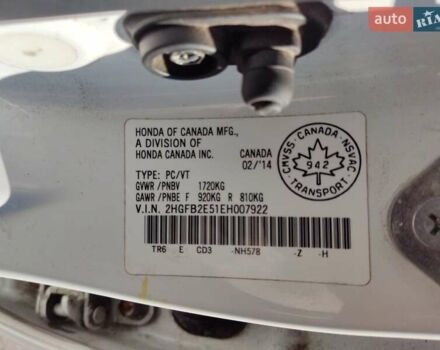 auto RIA
HONDA OF CANADA MFG.,
A DIVISION OF
HONDA CANADA INC. CANADA
02/'14
TYPE: PC/VT
GVWR/PNBV 1720KG
GAWR/PNBE F 920KG R 810KG
V.I.N. 2HGFB2E51EH007922
TR6 E CD3 -NH578 -Z -H
CMVSS · CANADA · NSVAC
942
TRANSPORT